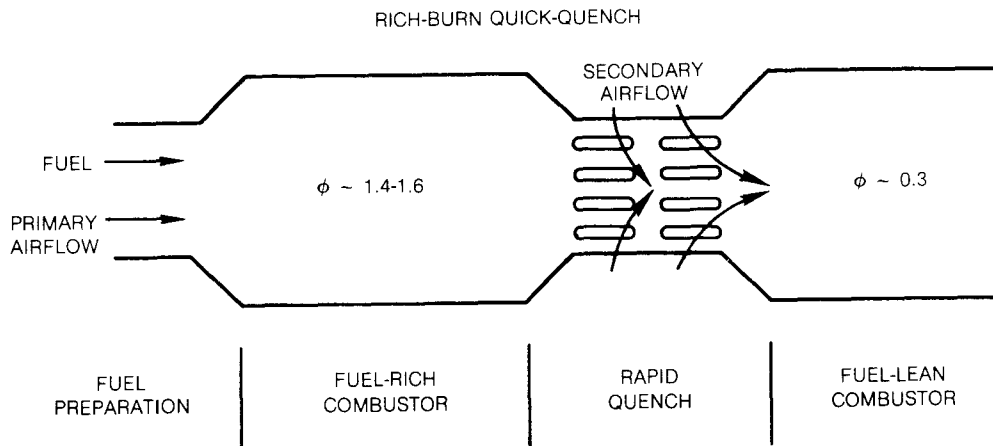 RICH-BURN QUICK-QUENCH
SECONDARY
AIRFLOW
FUEL
ϕ ~ 1.4-1.6
ϕ ~ 0.3
PRIMARY
AIRFLOW
FUEL
PREPARATION
FUEL-RICH
COMBUSTOR
RAPID
QUENCH
FUEL-LEAN
COMBUSTOR